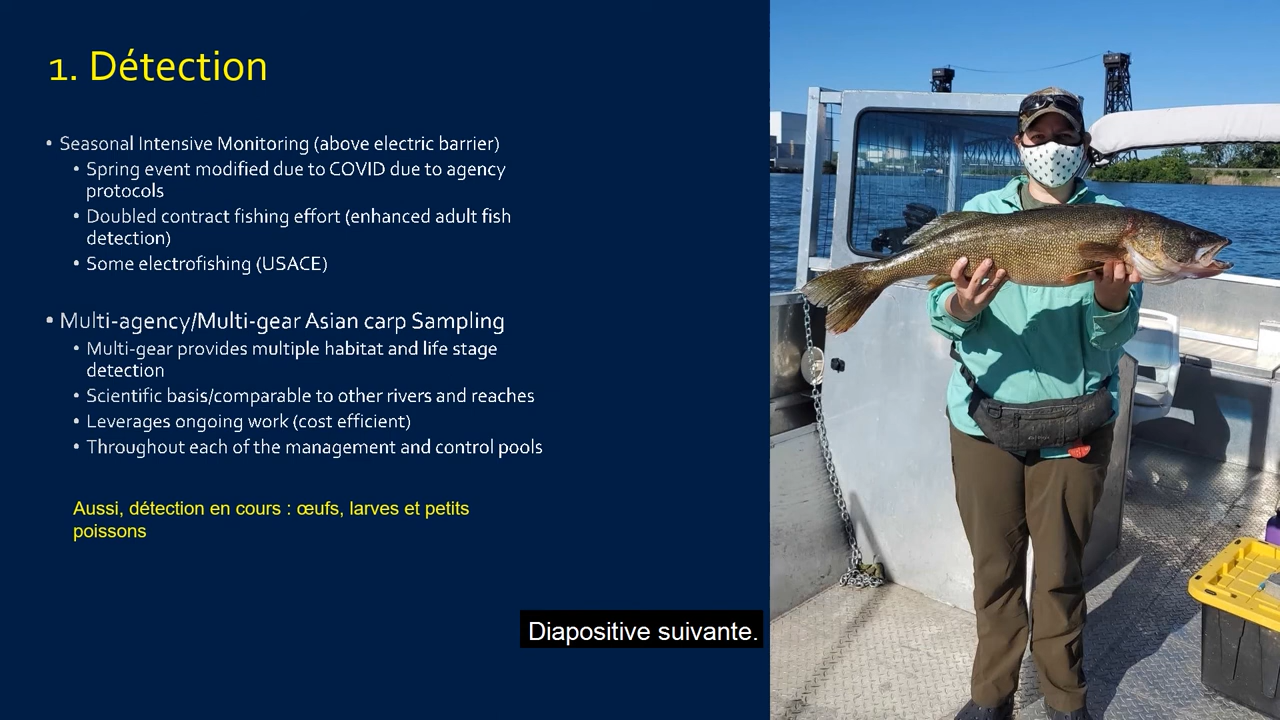 1. Détection
• Seasonal Intensive Monitoring (above electric barrier)
• Spring event modified due to COVID due to agency
protocols
• Doubled contract fishing effort (enhanced adult fish
detection)
• Some electrofishing (USACE)
• Multi-agency/Multi-gear Asian carp Sampling
• Multi-gear provides multiple habitat and life stage
detection
• Scientific basis/comparable to other rivers and reaches
• Leverages ongoing work (cost efficient)
• Throughout each of the management and control pools
Aussi, détection en cours : œufs, larves et petits
poissons
Diapositive suivante.